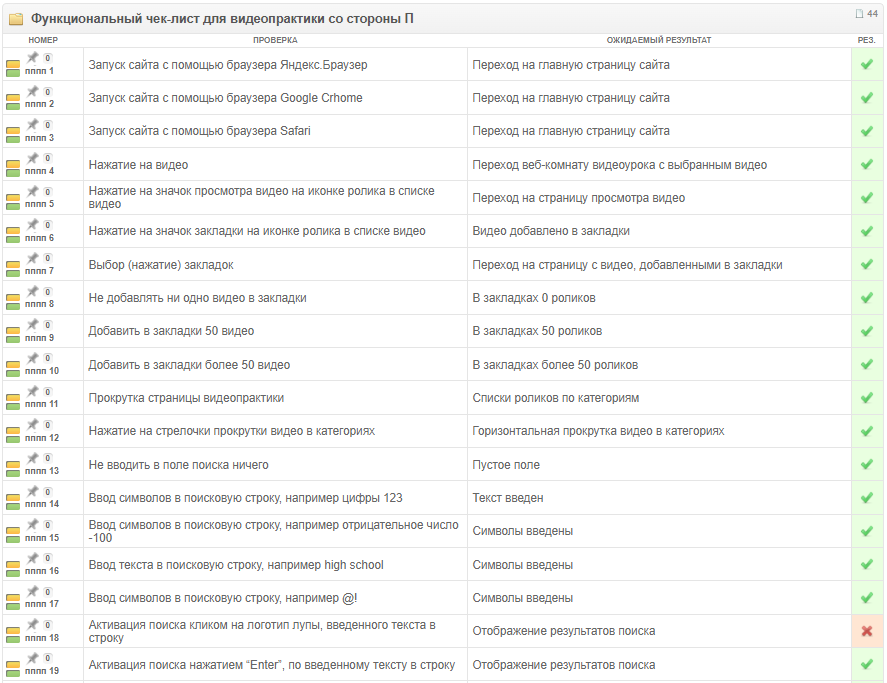 Функциональный чек-лист для видеопрактики со стороны П
44
НОМЕР ПРОВЕРКА ОЖИДАЕМЫЙ РЕЗУЛЬТАТ РЕЗ.
0
пппп 1 Запуск сайта с помощью браузера Яндекс.Браузер Переход на главную страницу сайта
0
пппп 2 Запуск сайта с помощью браузера Google Crhome Переход на главную страницу сайта
0
пппп 3 Запуск сайта с помощью браузера Safari Переход на главную страницу сайта
0
пппп 4 Нажатие на видео Переход веб-комнату видеоурока с выбранным видео
0
пппп 5 Нажатие на значок просмотра видео на иконке ролика в списке
видео Переход на страницу просмотра видео
0
пппп 6 Нажатие на значок закладки на иконке ролика в списке видео Видео добавлено в закладки
0
пппп 7 Выбор (нажатие) закладок Переход на страницу с видео, добавленными в закладки
0
пппп 8 Не добавлять ни одно видео в закладки В закладках 0 роликов
0
пппп 9 Добавить в закладки 50 видео В закладках 50 роликов
0
пппп 10 Добавить в закладки более 50 видео В закладках более 50 роликов
0
пппп 11 Прокрутка страницы видеопрактики Списки роликов по категориям
0
пппп 12 Нажатие на стрелочки прокрутки видео в категориях Горизонтальная прокрутка видео в категориях
0
пппп 13 Не вводить в поле поиска ничего Пустое поле
0
пппп 14 Ввод символов в поисковую строку, например цифры 123 Текст введен
0
пппп 15 Ввод символов в поисковую строку, например отрицательное число
-100 Символы введены
0
пппп 16 Ввод текста в поисковую строку, например high school Символы введены
0
пппп 17 Ввод символов в поисковую строку, например @! Символы введены
0
пппп 18 Активация поиска кликом на логотип лупы, введенного текста в
строку Отображение результатов поиска
0
пппп 19 Активация поиска нажатием “Enter”, по введенному тексту в строку Отображение результатов поиска